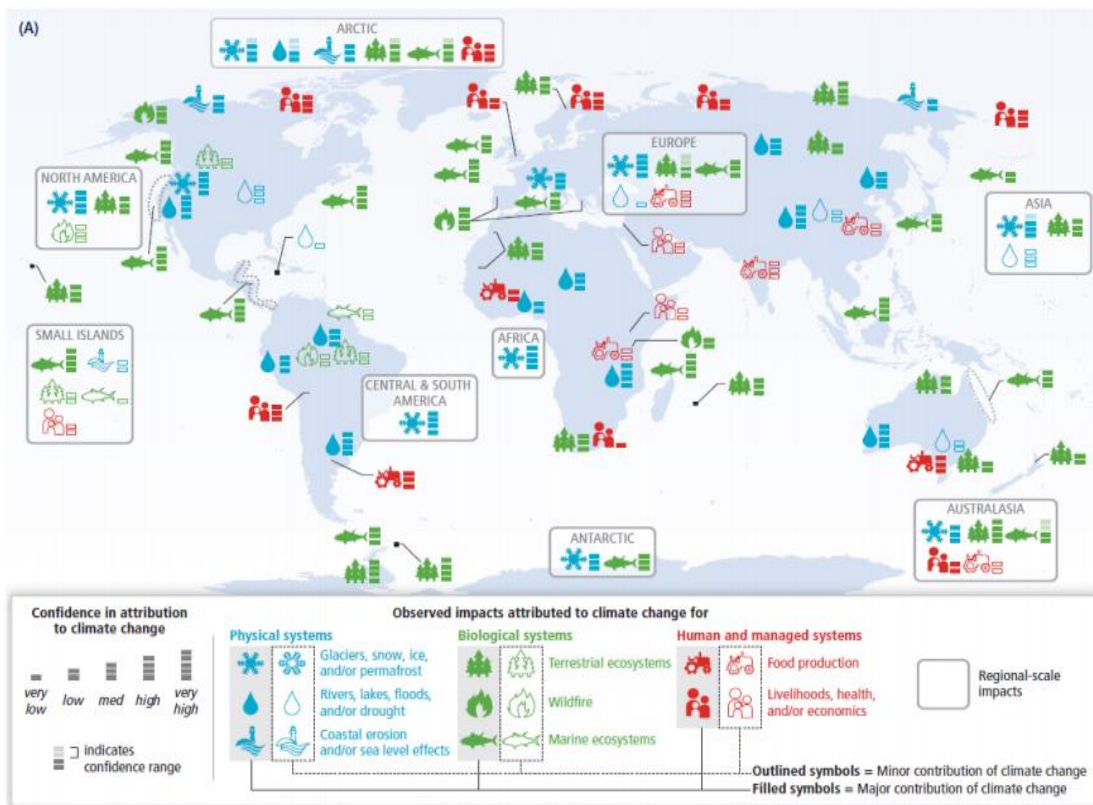 (A)
ARCTIC
EUROPE
NORTH AMERICA
ASIA
SMALL ISLANDS
AFRICA
CENTRAL & SOUTH
AMERICA
AUSTRALASIA
ANTARCTIC
Confidence in attribution
to climate change
very
low
low
med
high
very
high
indicates
confidence range
Observed impacts attributed to climate change for
Physical systems
Glaciers, snow, ice,
and/or permafrost
Rivers, lakes, floods,
and/or drought
Coastal erosion
and/or sea level effects
Biological systems
Terrestrial ecosystems
Wildfire
Marine ecosystems
Human and managed systems
Food production
Livelihoods, health,
and/or economics
Regional-scale
impacts
Outlined symbols = Minor contribution of climate change
Filled symbols = Major contribution of climate change